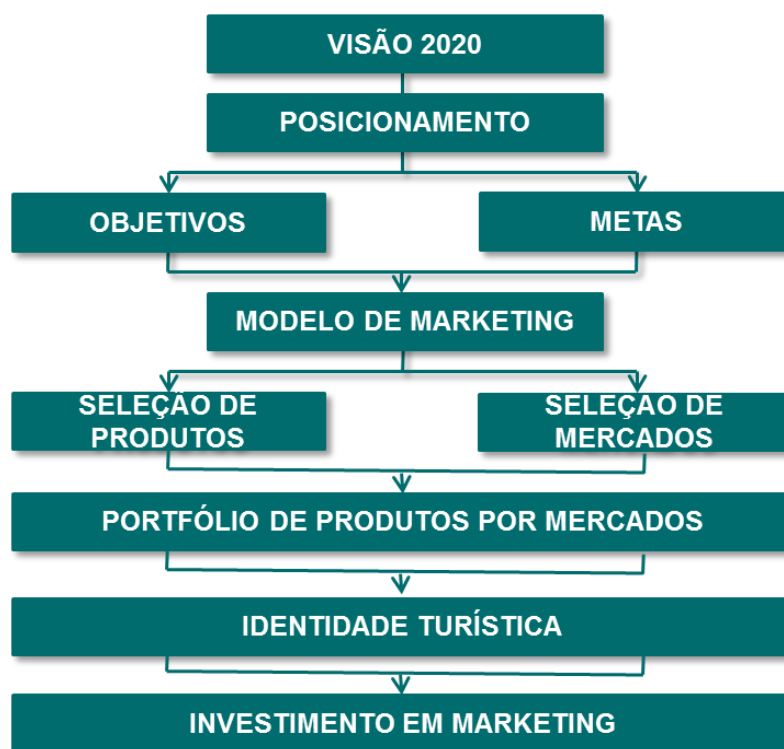 VISÃO 2020
POSICIONAMENTO
OBJETIVOS
METAS
MODELO DE MARKETING
SELEÇÃO DE
PRODUTOS
SELEÇAO DE
MERCADOS
PORTFÓLIO DE PRODUTOS POR MERCADOS
IDENTIDADE TURÍSTICA
INVESTIMENTO EM MARKETING